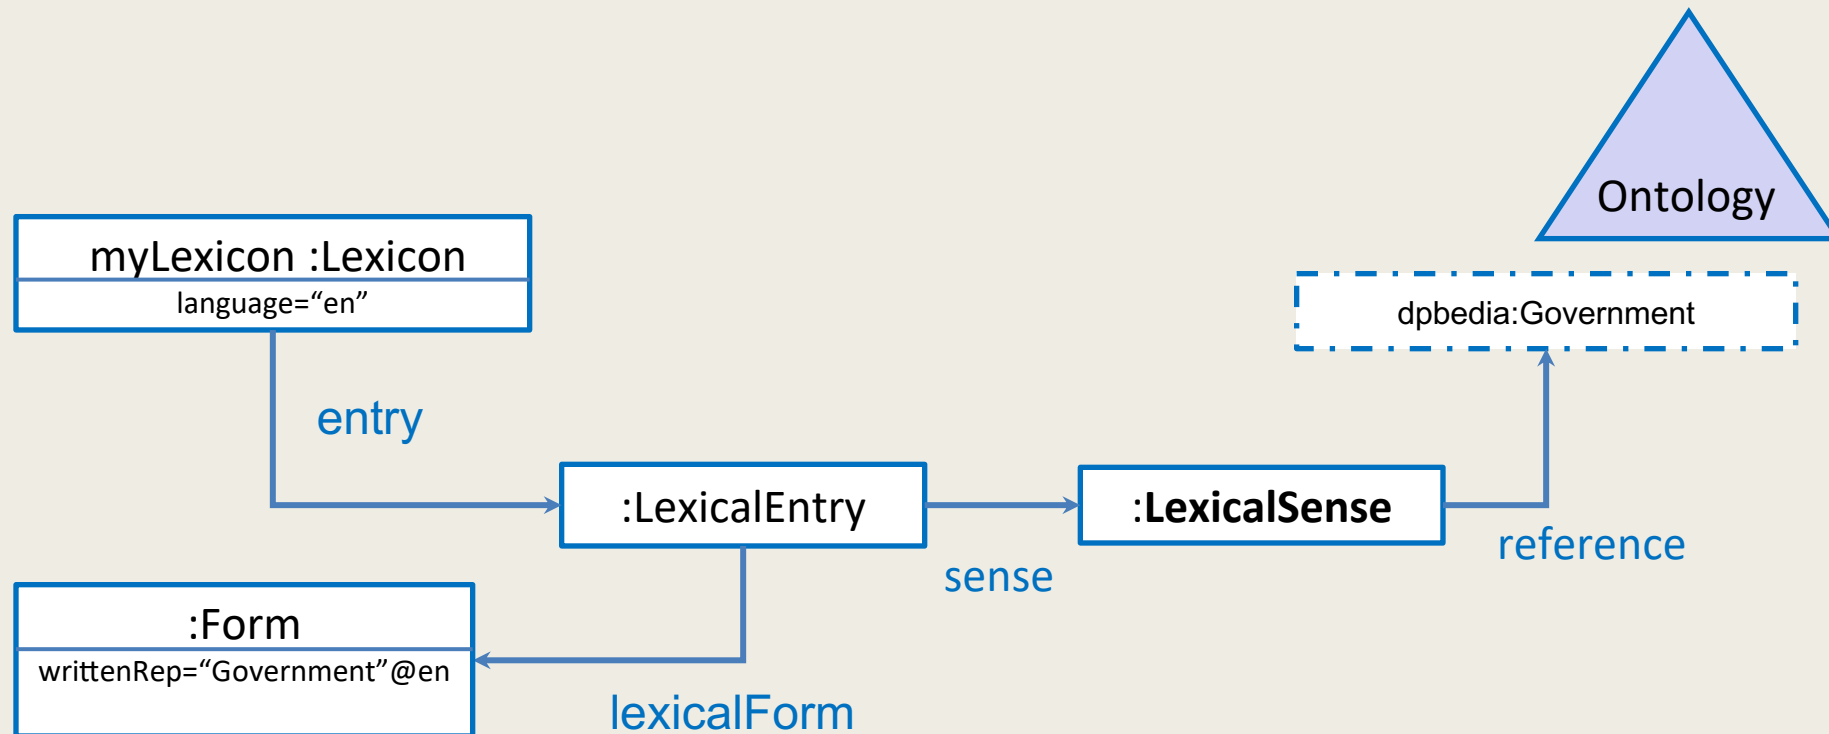 Ontology
myLexicon :Lexicon
language=“en”
dpbedia:Government
entry
:LexicalEntry
:LexicalSense
sense
reference
:Form
writtenRep=“Government”@en
lexicalForm